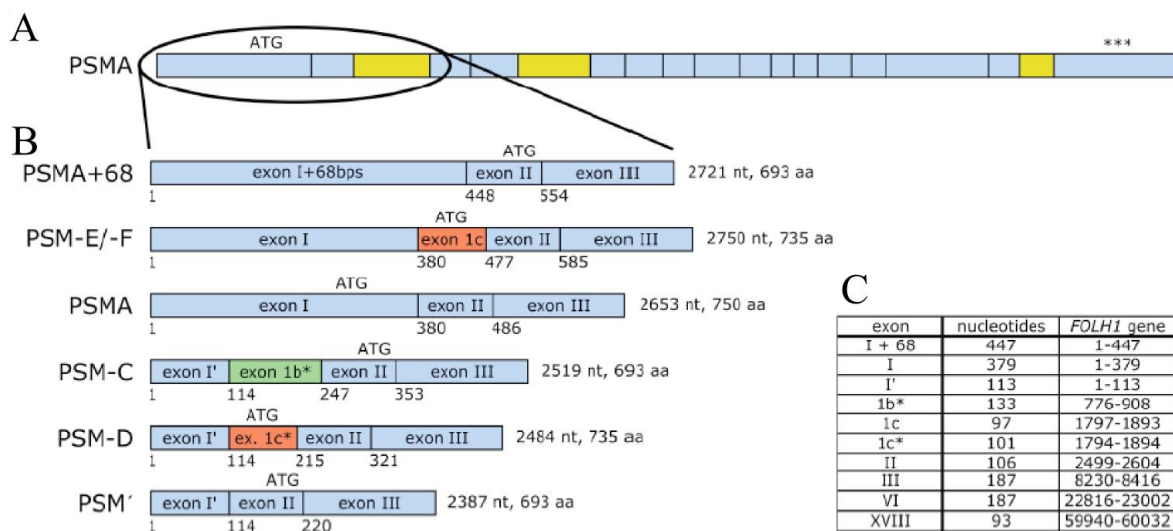 A
ATG
***
PSMA
B
ATG
PSMA+68 exon I+68bps exon II exon III 2721 nt, 693 aa
1 448 554
ATG
PSM-E/-F exon I exon 1c exon II exon III 2750 nt, 735 aa
1 380 477 585
ATG
PSMA exon I exon II exon III 2653 nt, 750 aa
1 380 486
ATG
PSM-C exon I' exon 1b* exon II exon III 2519 nt, 693 aa
1 114 247 353
ATG
PSM-D exon I' ex. 1c* exon II exon III 2484 nt, 735 aa
1 114 215 321
ATG
PSM´ exon I' exon II exon III 2387 nt, 693 aa
1 114 220
C
exon nucleotides FOLH1 gene
I + 68 447 1-447
I 379 1-379
I' 113 1-113
1b* 133 776-908
1c 97 1797-1893
1c* 101 1794-1894
II 106 2499-2604
III 187 8230-8416
VI 187 22816-23002
XVIII 93 59940-60032